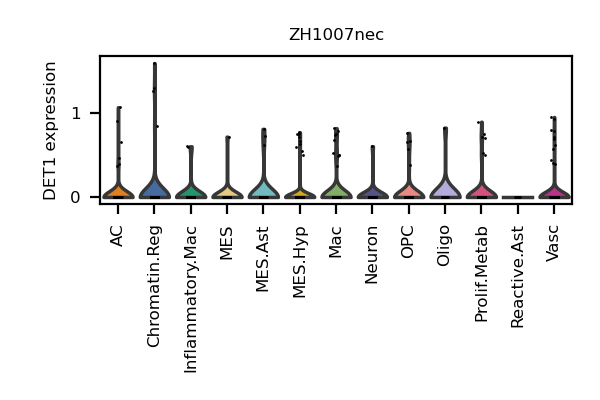 ZH1007nec
DET1 expression
1
0
AC
Chromatin.Reg
Inflammatory.Mac
MES
MES.Ast
MES.Hyp
Mac
Neuron
OPC
Oligo
Prolif.Metab
Reactive.Ast
Vasc